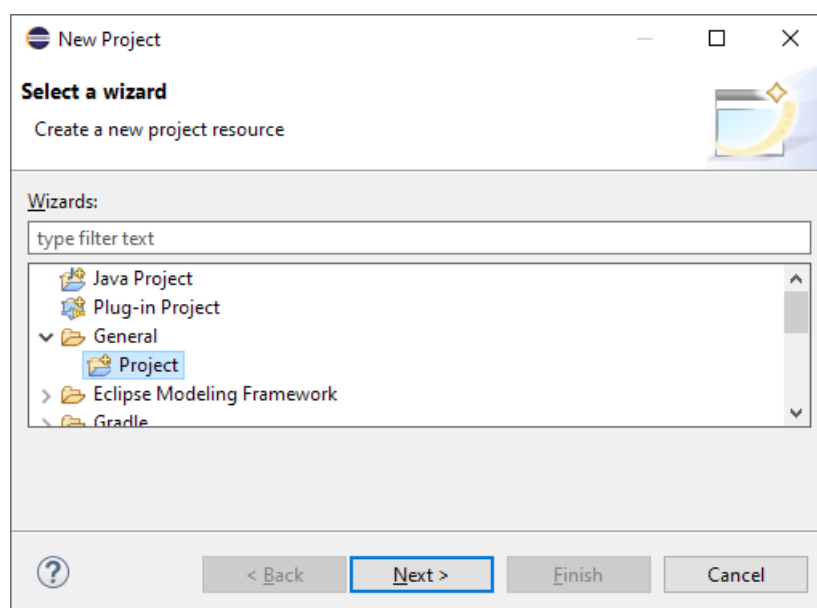 New Project
Select a wizard
Create a new project resource
Wizards:
type filter text
Java Project
Plug-in Project
General
Project
Eclipse Modeling Framework
Gradle
? < Back Next > Finish Cancel